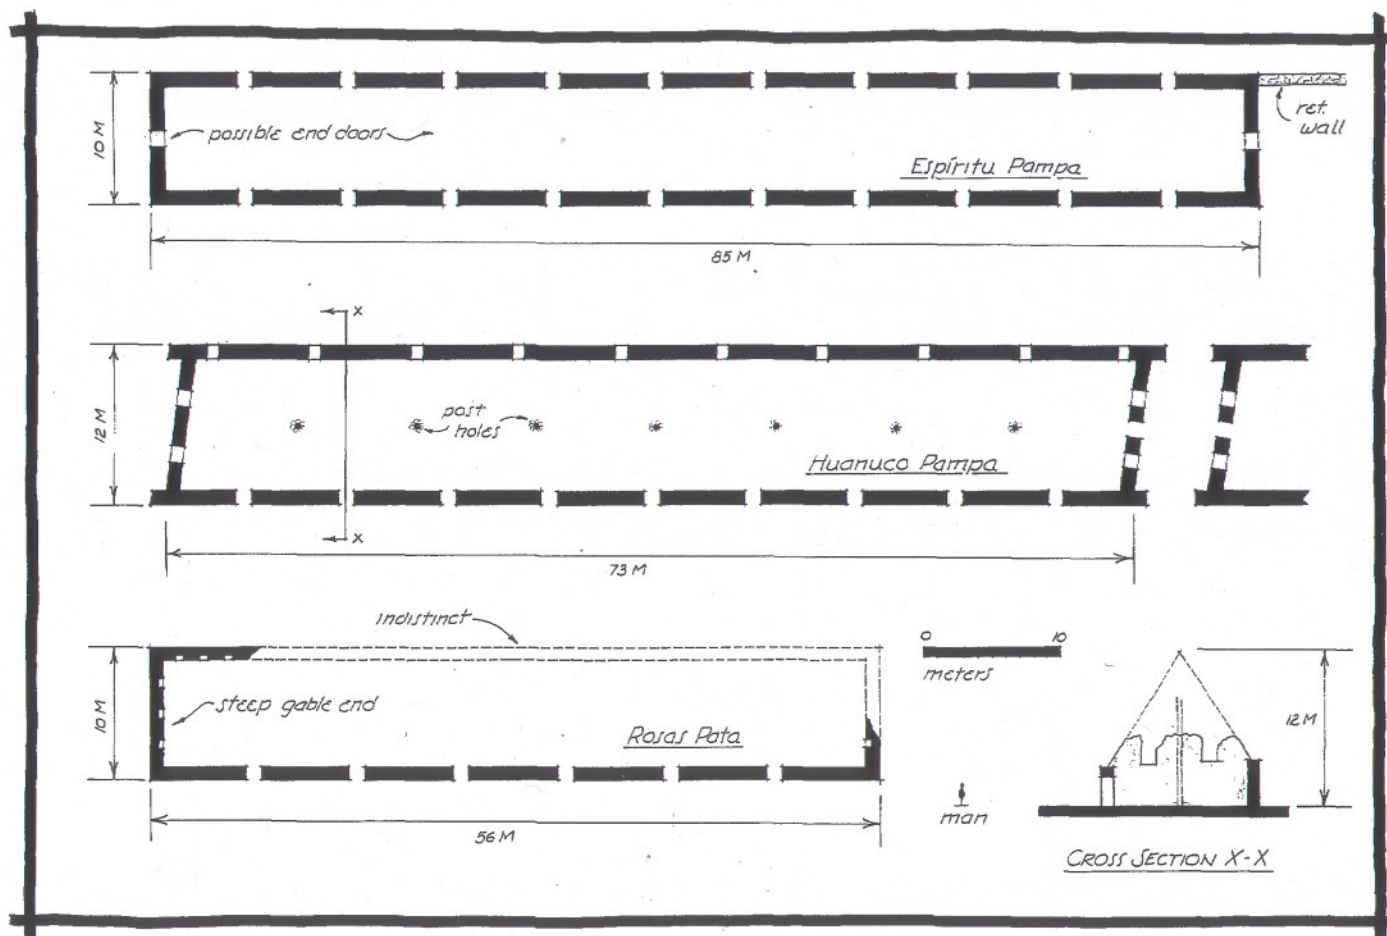 10 M
possible end doors
Espíritu Pampa
ret.
wall
85 M
X
12 M
post
holes
Huanuco Pampa
X
73 M
indistinct
10 M
steep gable end
Rosas Pata
0 10
meters
12 M
man
56 M
CROSS SECTION X-X